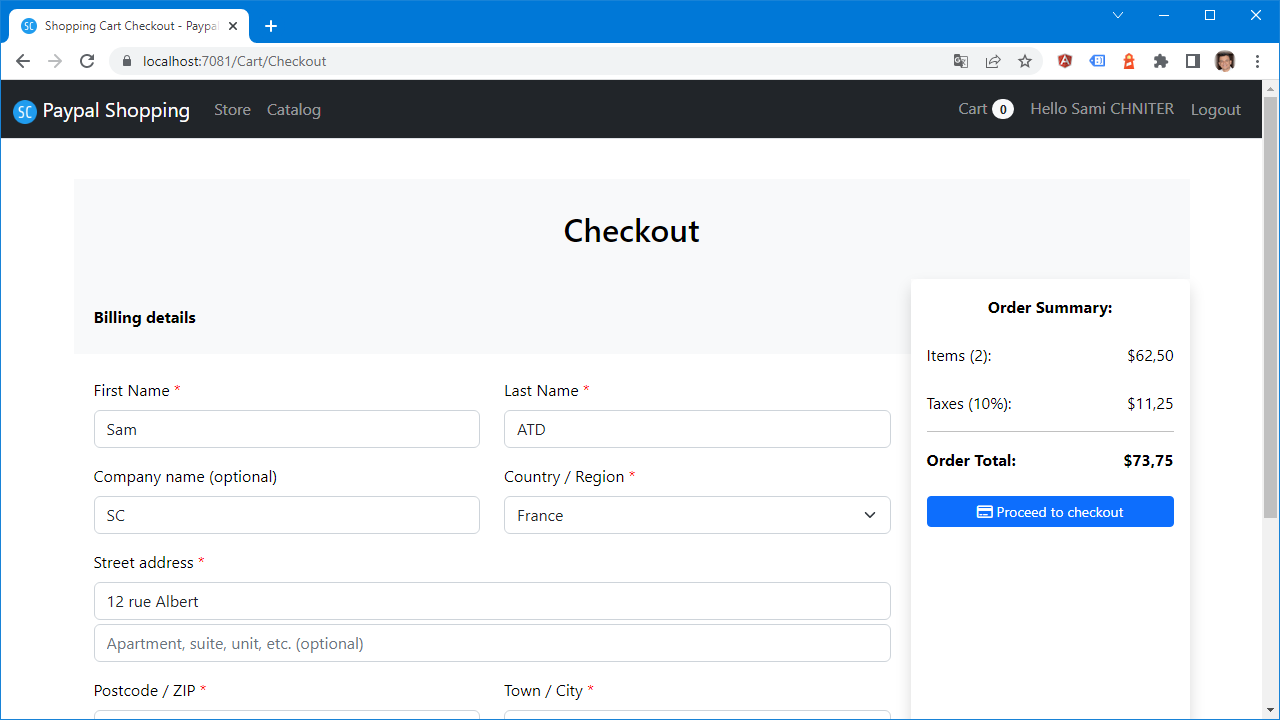 SC Shopping Cart Checkout - Paypal
localhost:7081/Cart/Checkout
SC Paypal Shopping Store Catalog Cart 0 Hello Sami CHNITER Logout
Checkout
Billing details
First Name * Last Name *
Sam ATD
Company name (optional) Country / Region *
SC France
Street address *
12 rue Albert
Apartment, suite, unit, etc. (optional)
Postcode / ZIP * Town / City *
Order Summary:
Items (2): $62,50
Taxes (10%): $11,25
Order Total: $73,75
Proceed to checkout